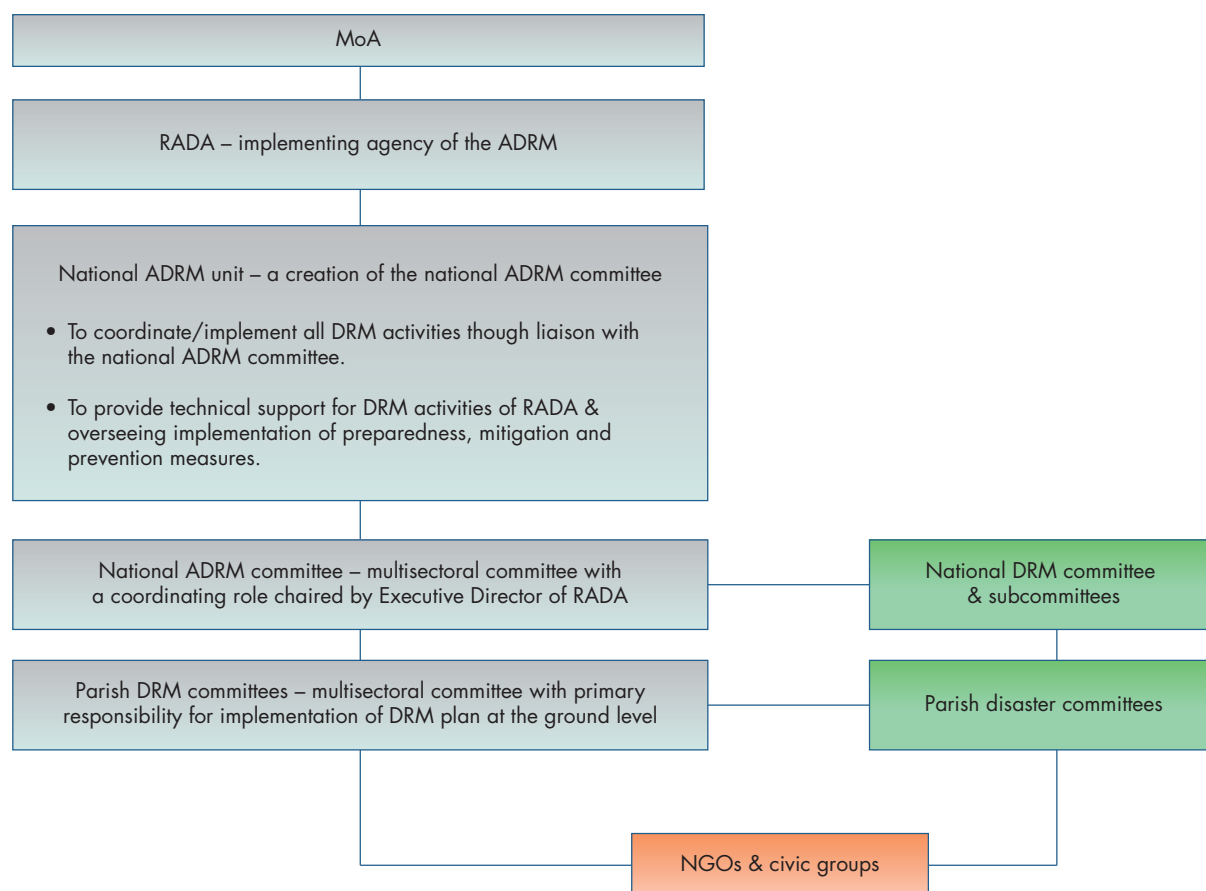 MoA
RADA – implementing agency of the ADRM
National ADRM unit – a creation of the national ADRM committee
• To coordinate/implement all DRM activities though liaison with
the national ADRM committee.
• To provide technical support for DRM activities of RADA &
overseeing implementation of preparedness, mitigation and
prevention measures.
National ADRM committee – multisectoral committee with
a coordinating role chaired by Executive Director of RADA
National DRM committee
& subcommittees
Parish DRM committees – multisectoral committee with primary
responsibility for implementation of DRM plan at the ground level
Parish disaster committees
NGOs & civic groups